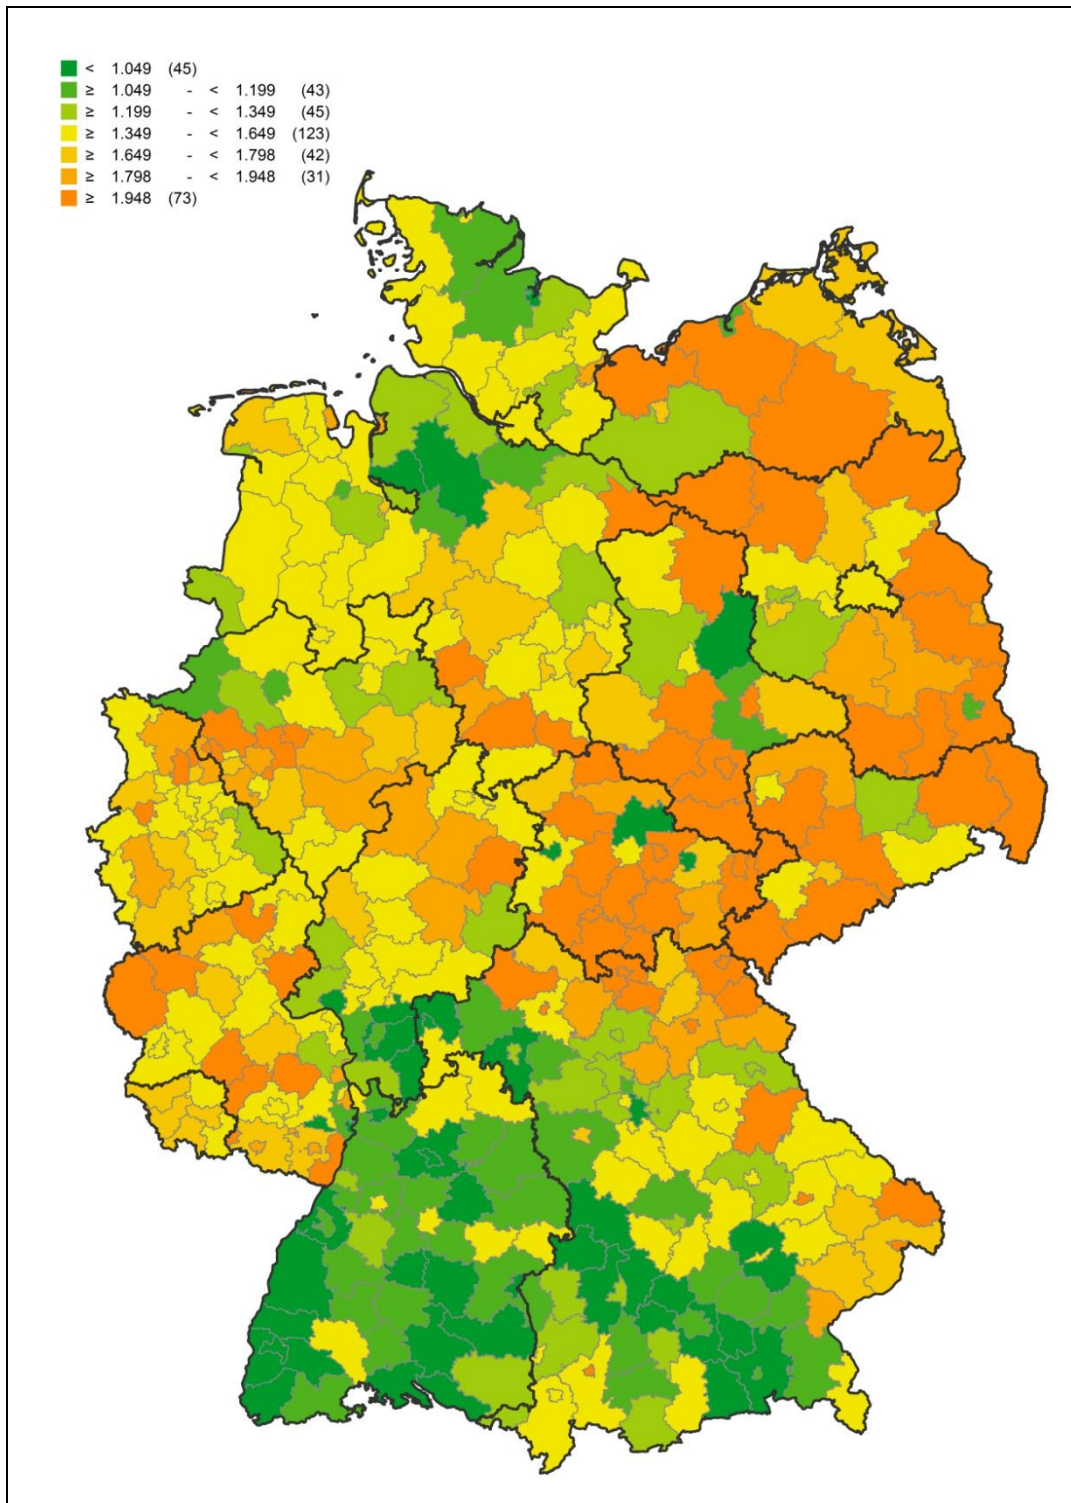 < 1.049 (45)
≥ 1.049 - < 1.199 (43)
≥ 1.199 - < 1.349 (45)
≥ 1.349 - < 1.649 (123)
≥ 1.649 - < 1.798 (42)
≥ 1.798 - < 1.948 (31)
≥ 1.948 (73)